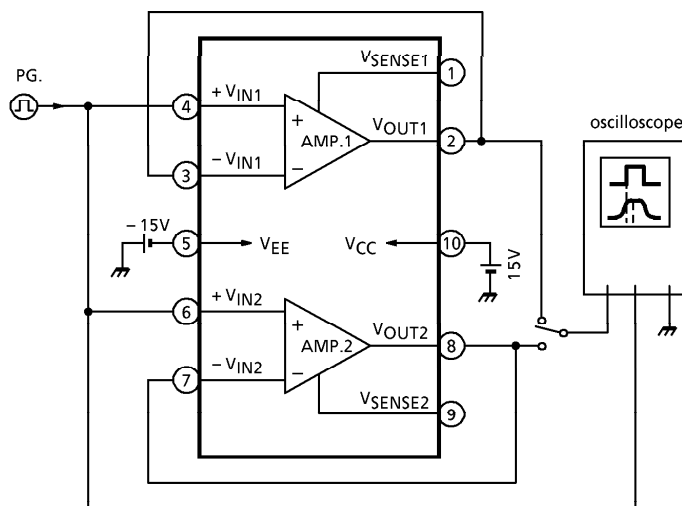 PG.
VSENSE1
1
4
+ VIN1
+
AMP.1
VOUT1
2
oscilloscope
3
− VIN1
−
− 15V
5
VEE
VCC
10
15V
6
+ VIN2
+
AMP.2
VOUT2
8
7
− VIN2
−
VSENSE2
9